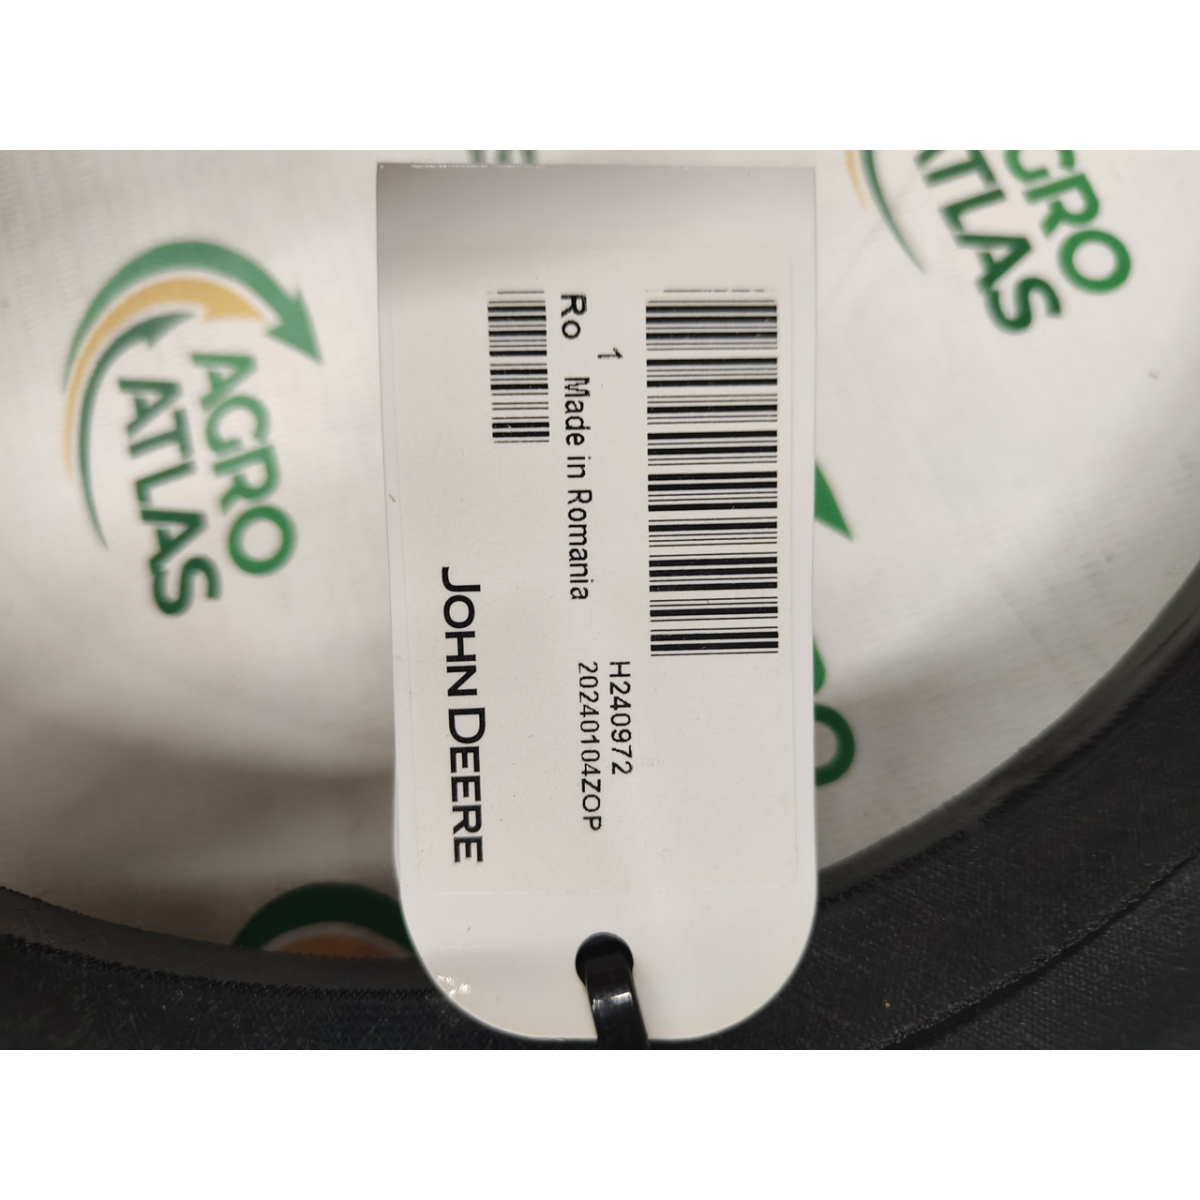 H240972
20240104ZOP
1
Ro Made in Romania
JOHN DEERE
AGRO
ATLAS
AGRO
ATLAS